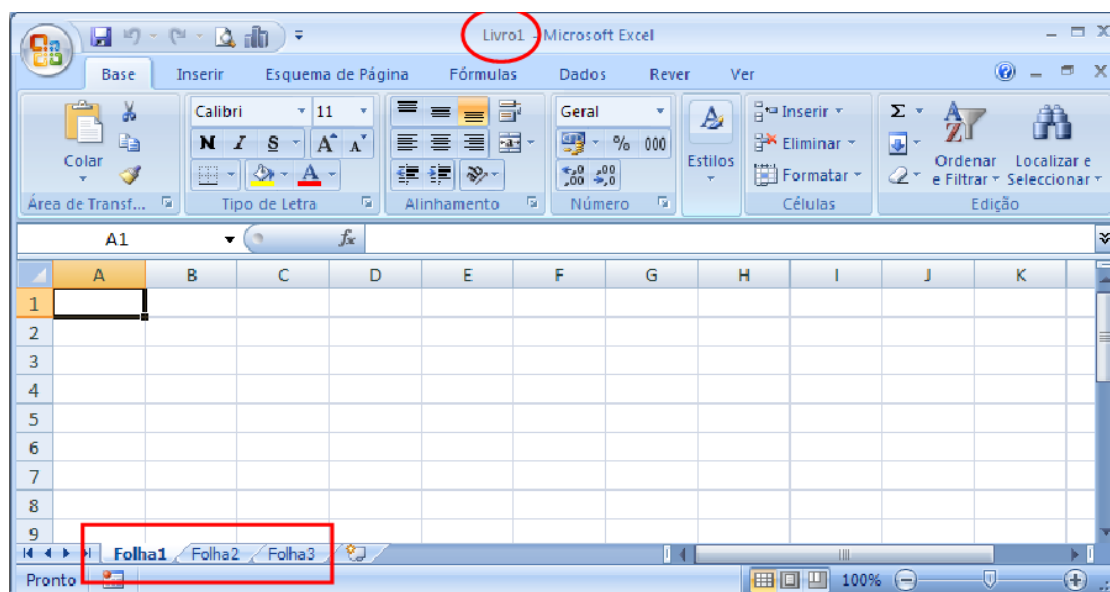 Livro1 - Microsoft Excel
Base Inserir Esquema de Página Fórmulas Dados Rever Ver
Colar
Área de Transf...
Calibri 11
N I S A A
A
Tipo de Letra
Alinhamento
Geral
% 000
,00 ,0
Número
Estilos
Inserir
Eliminar
Formatar
Células
Σ
Ordenar e Filtrar
Localizar e Seleccionar
Edição
A1 fx
A B C D E F G H I J K
1
2
3
4
5
6
7
8
9
Folha1 Folha2 Folha3
Pronto 100%